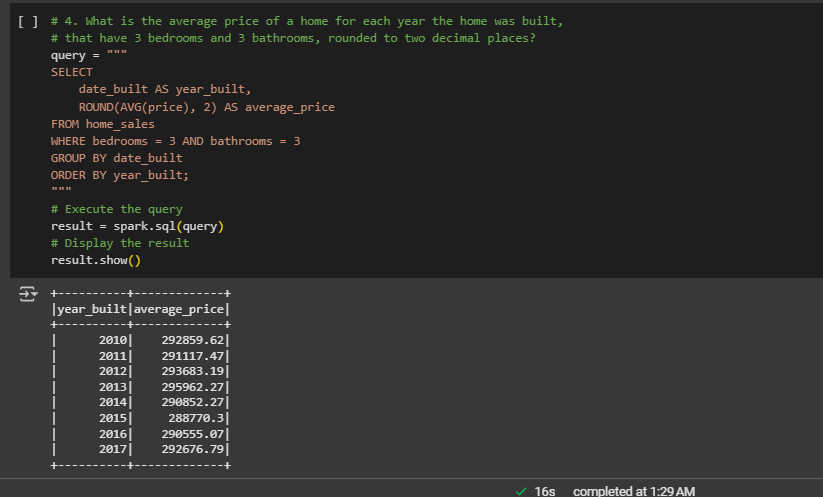 [ ] # 4. What is the average price of a home for each year the home was built,
# that have 3 bedrooms and 3 bathrooms, rounded to two decimal places?
query = """
SELECT
    date_built AS year_built,
    ROUND(AVG(price), 2) AS average_price
FROM home_sales
WHERE bedrooms = 3 AND bathrooms = 3
GROUP BY date_built
ORDER BY year_built;
"""
# Execute the query
result = spark.sql(query)
# Display the result
result.show()
+----------+-------------+
|year_built|average_price|
+----------+-------------+
|      2010|    292859.62|
|      2011|    291117.47|
|      2012|    293683.19|
|      2013|    295962.27|
|      2014|    290852.27|
|      2015|     288770.3|
|      2016|    290555.07|
|      2017|    292676.79|
+----------+-------------+
✓ 16s completed at 1:29 AM